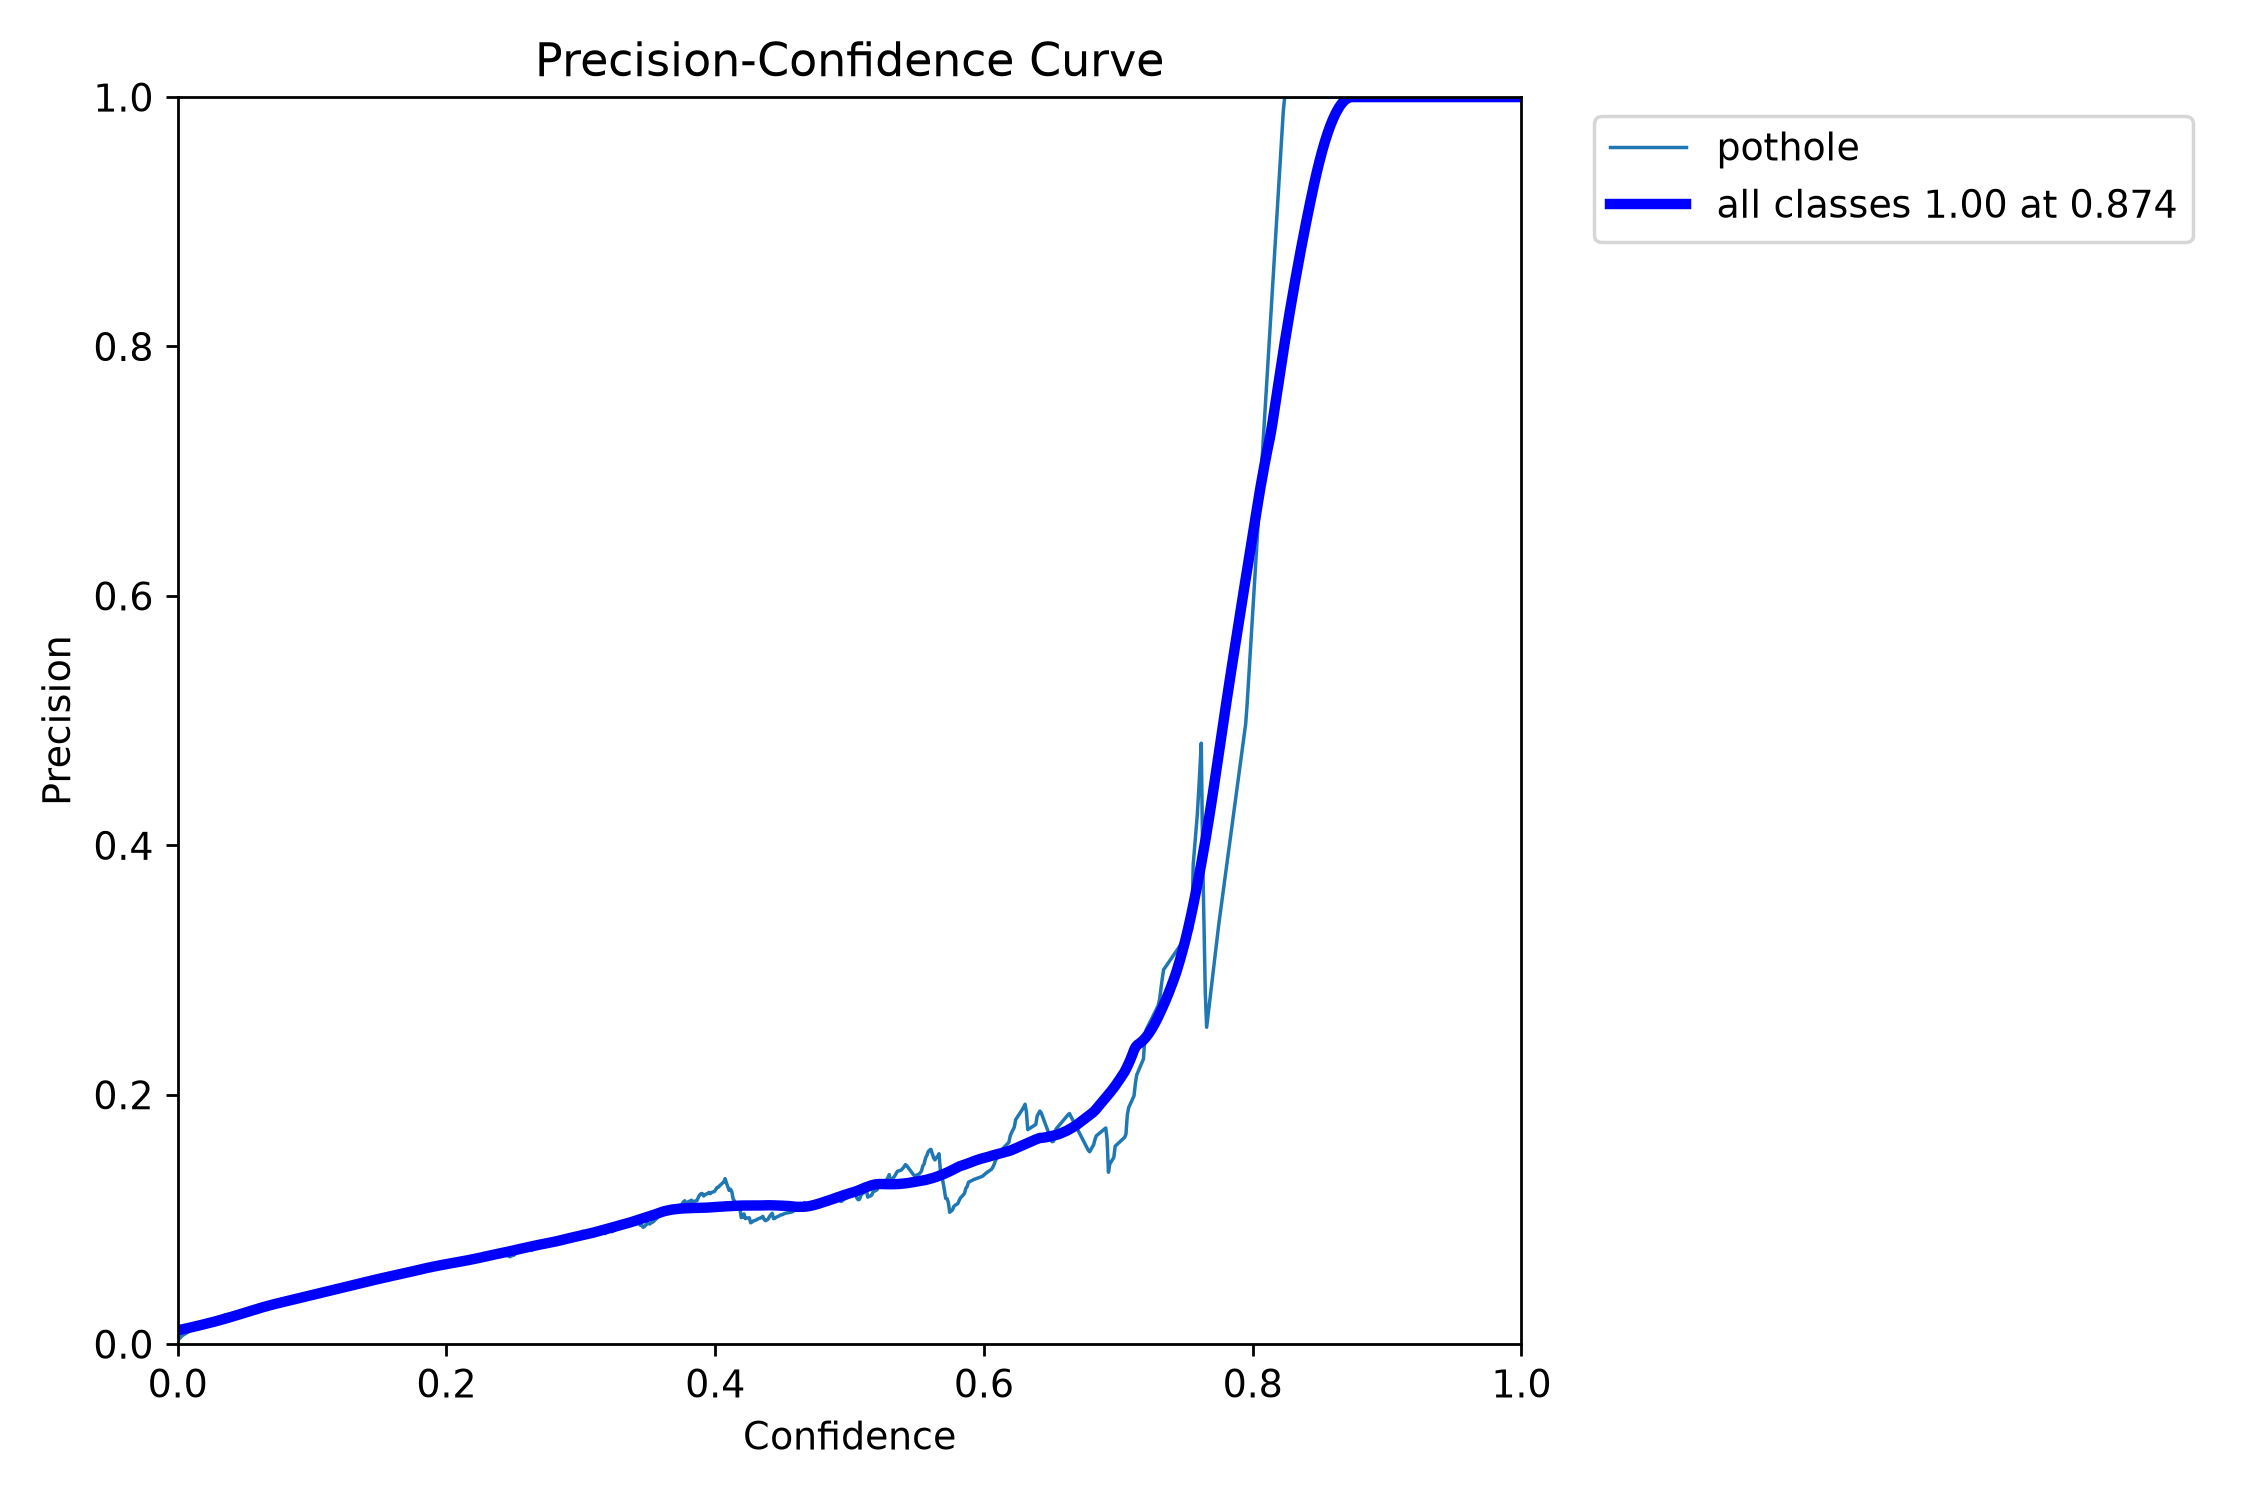 Precision-Confidence Curve
pothole
all classes 1.00 at 0.874
Precision
1.0
0.8
0.6
0.4
0.2
0.0
0.0 0.2 0.4 0.6 0.8 1.0
Confidence